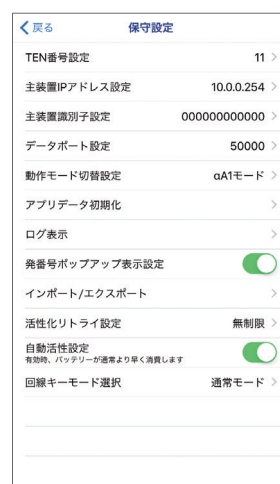 戻る 保守設定
TEN番号設定 11
主装置IPアドレス設定 10.0.0.254
主装置識別子設定 000000000000
データポート設定 50000
動作モード切替設定 αA1モード
アプリデータ初期化
ログ表示
発番号ポップアップ表示設定
インポート/エクスポート
活性化リトライ設定 無制限
自動活性設定
有効時、バッテリーが通常より早く消費します
回線キーモード選択 通常モード